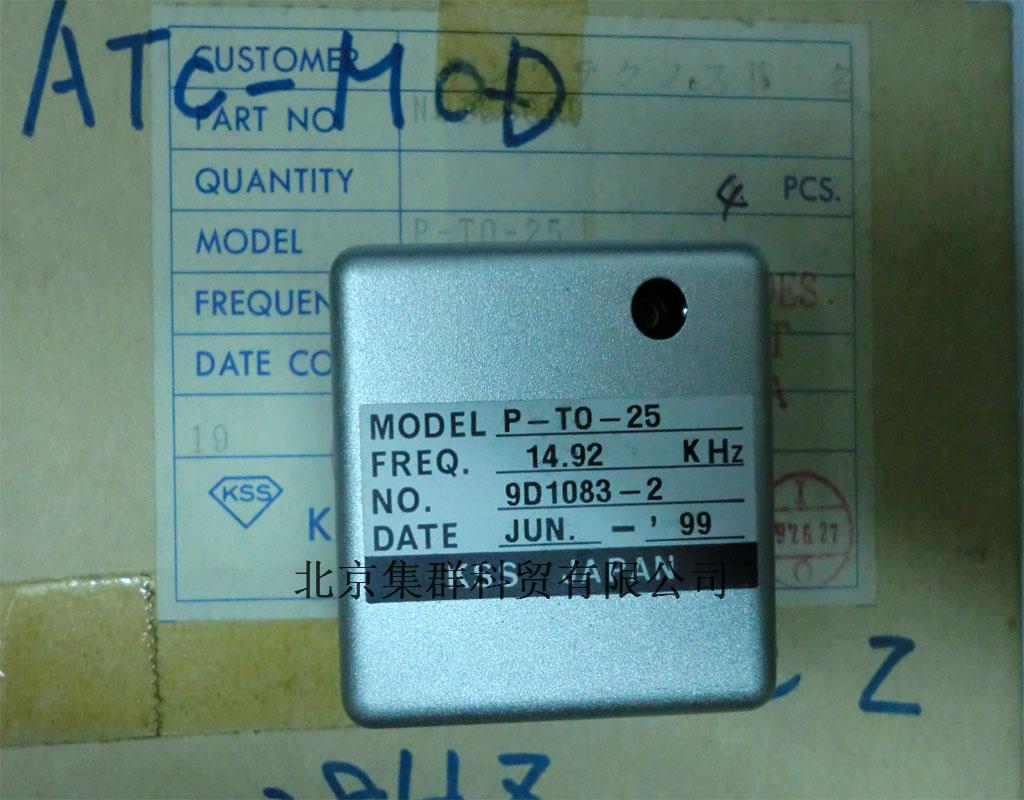 ATC-MOD
CUSTOMER
PART NO
QUANTITY 4 PCS.
MODEL P-TO-25
FREQUEN
DATE CO
19
KSS
K
MODEL P-TO-25
FREQ. 14.92 KHz
NO. 9D1083-2
DATE JUN. - '99
KSS JAPAN
北京集群科贸有限公司
Z